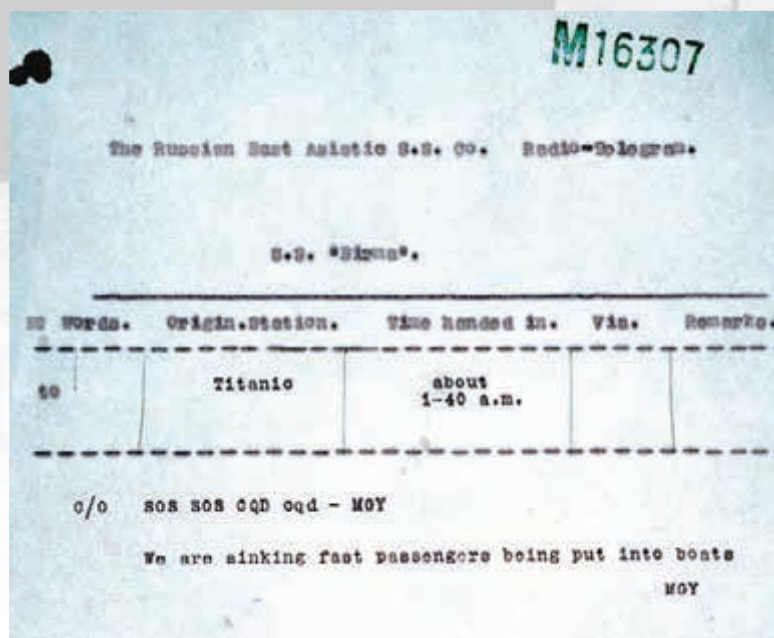 M16307
The Russian East Asiatic S.S. Co. Radio-Telegram.
S.S. "Birma".
Words. Origin.Station. Time handed in. Via. Remarks.
Titanic about
1-40 a.m.
c/o sos sos cqd cqd - MGY
We are sinking fast passengers being put into boats
MGY